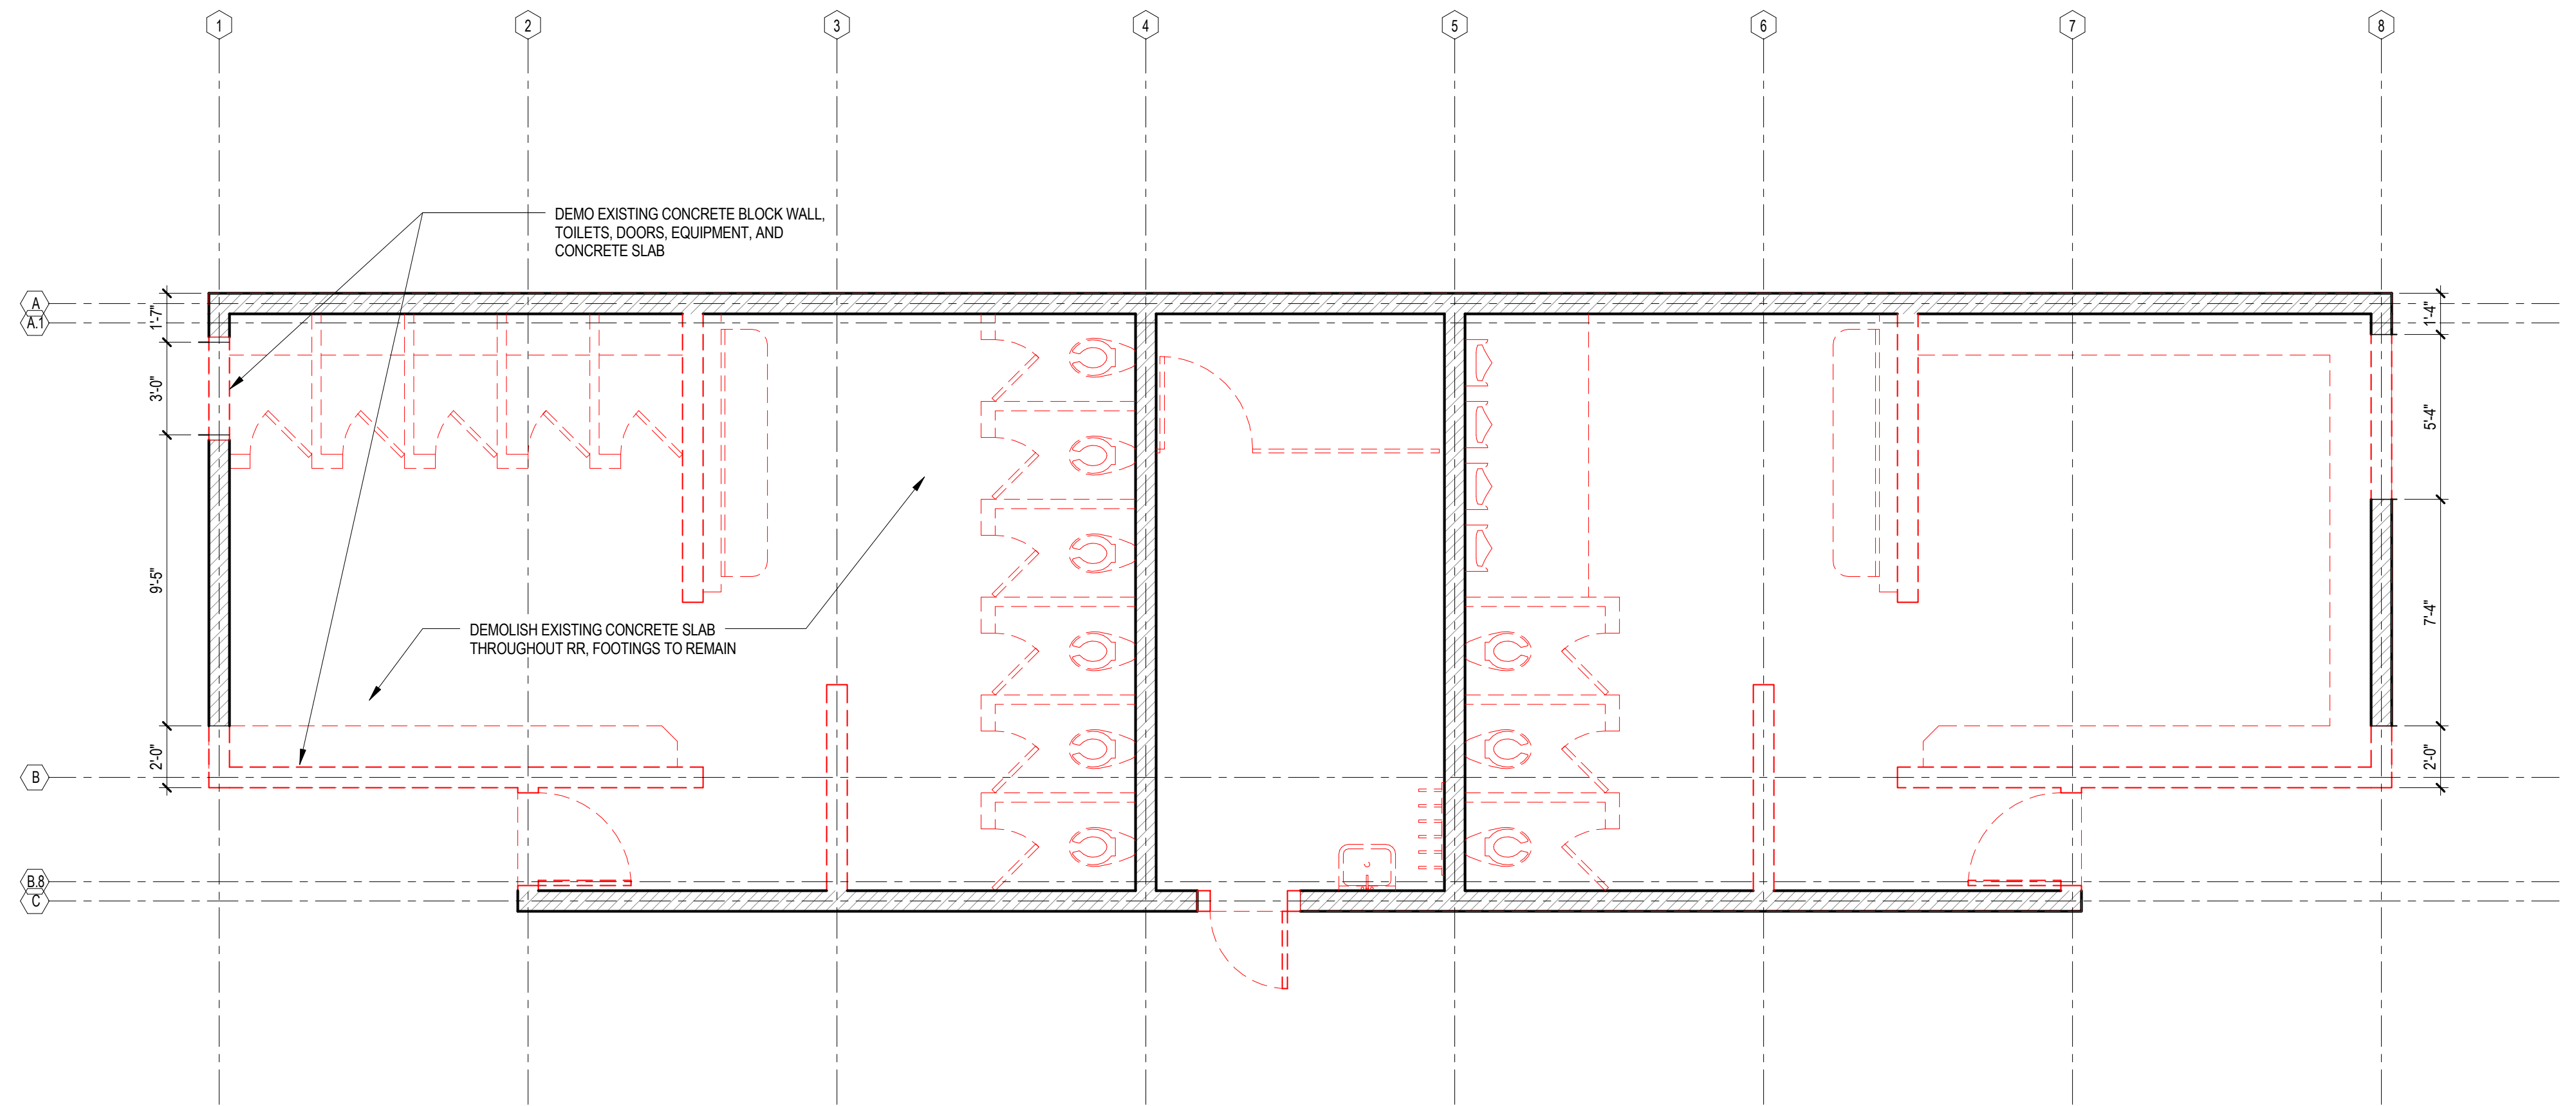 1
2
3
4
5
6
7
8
DEMO EXISTING CONCRETE BLOCK WALL,
TOILETS, DOORS, EQUIPMENT, AND
CONCRETE SLAB
A
A.1
1'-7"
1'-4"
3'-0"
5'-4"
9'-5"
7'-4"
DEMOLISH EXISTING CONCRETE SLAB
THROUGHOUT RR, FOOTINGS TO REMAIN
2'-0"
2'-0"
B
B.8
C